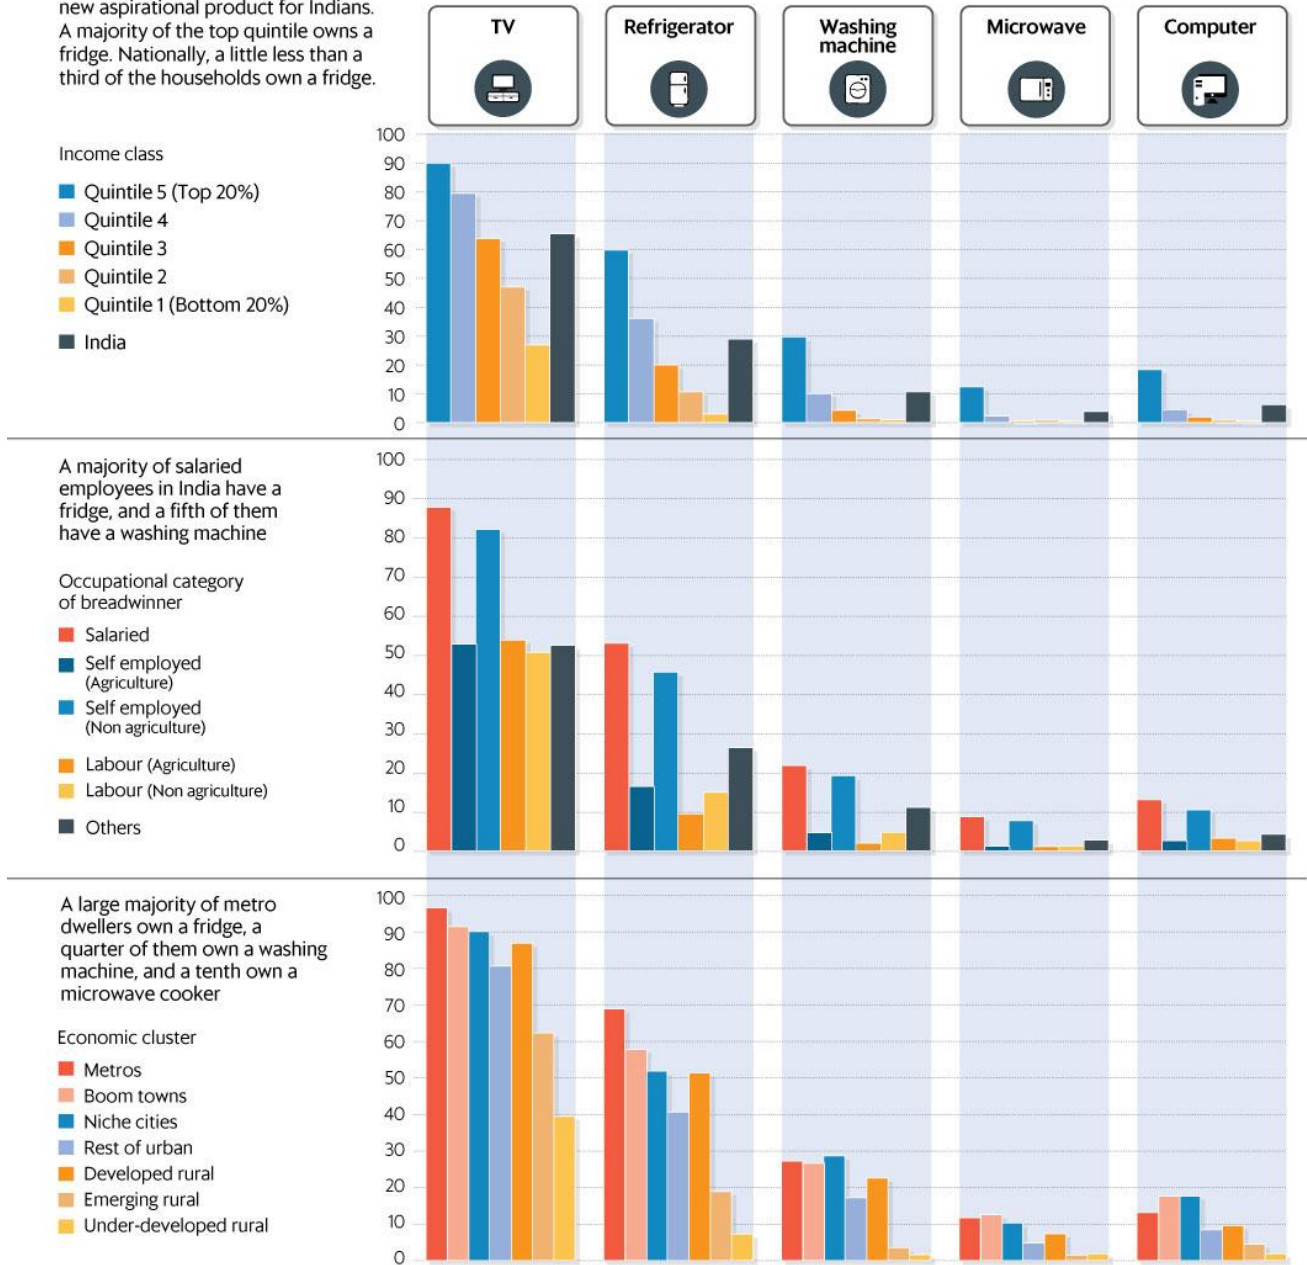 new aspirational product for Indians.
A majority of the top quintile owns a
fridge. Nationally, a little less than a
third of the households own a fridge.
TV
Refrigerator
Washing
machine
Microwave
Computer
Income class
Quintile 5 (Top 20%)
Quintile 4
Quintile 3
Quintile 2
Quintile 1 (Bottom 20%)
India
100
90
80
70
60
50
40
30
20
10
0
A majority of salaried
employees in India have a
fridge, and a fifth of them
have a washing machine
Occupational category
of breadwinner
Salaried
Self employed
(Agriculture)
Self employed
(Non agriculture)
Labour (Agriculture)
Labour (Non agriculture)
Others
100
90
80
70
60
50
40
30
20
10
0
A large majority of metro
dwellers own a fridge, a
quarter of them own a washing
machine, and a tenth own a
microwave cooker
Economic cluster
Metros
Boom towns
Niche cities
Rest of urban
Developed rural
Emerging rural
Under-developed rural
100
90
80
70
60
50
40
30
20
10
0